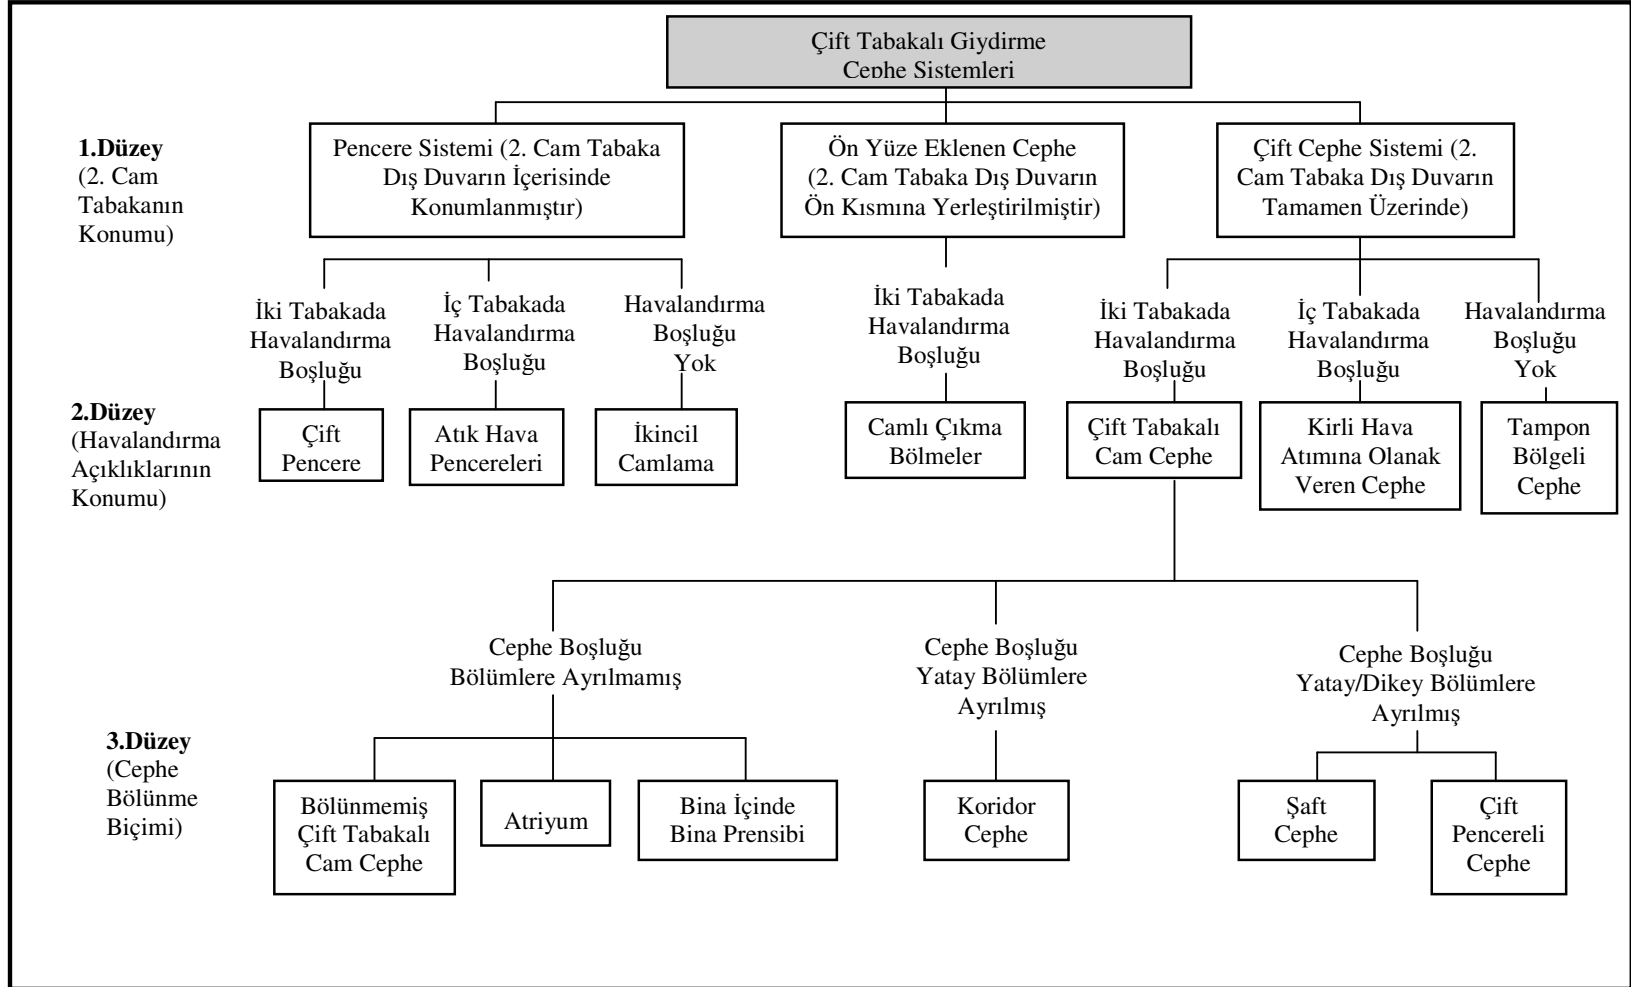 Çift Tabakalı Giydirme
Cephe Sistemleri
1.Düzey
(2. Cam
Tabakanın
Konumu)
Pencere Sistemi (2. Cam Tabaka
Dış Duvarın İçerisinde
Konumlanmıştır)
Ön Yüze Eklenen Cephe
(2. Cam Tabaka Dış Duvarın
Ön Kısmına Yerleştirilmiştir)
Çift Cephe Sistemi (2.
Cam Tabaka Dış Duvarın
Tamamen Üzerinde)
İki Tabakada
Havalandırma
Boşluğu
İç Tabakada
Havalandırma
Boşluğu
Havalandırma
Boşluğu
Yok
İki Tabakada
Havalandırma
Boşluğu
İki Tabakada
Havalandırma
Boşluğu
İç Tabakada
Havalandırma
Boşluğu
Havalandırma
Boşluğu
Yok
2.Düzey
(Havalandırma
Açıklıklarının
Konumu)
Çift
Pencere
Atık Hava
Pencereleri
İkincil
Camlama
Camlı Çıkma
Bölmeler
Çift Tabakalı
Cam Cephe
Kirli Hava
Atımına Olanak
Veren Cephe
Tampon
Bölgeli
Cephe
Cephe Boşluğu
Bölümlere Ayrılmamış
Cephe Boşluğu
Yatay Bölümlere
Ayrılmış
Cephe Boşluğu
Yatay/Dikey Bölümlere
Ayrılmış
3.Düzey
(Cephe
Bölünme
Biçimi)
Bölünmemiş
Çift Tabakalı
Cam Cephe
Atriyum
Bina İçinde
Bina Prensibi
Koridor
Cephe
Şaft
Cephe
Çift
Pencereli
Cephe